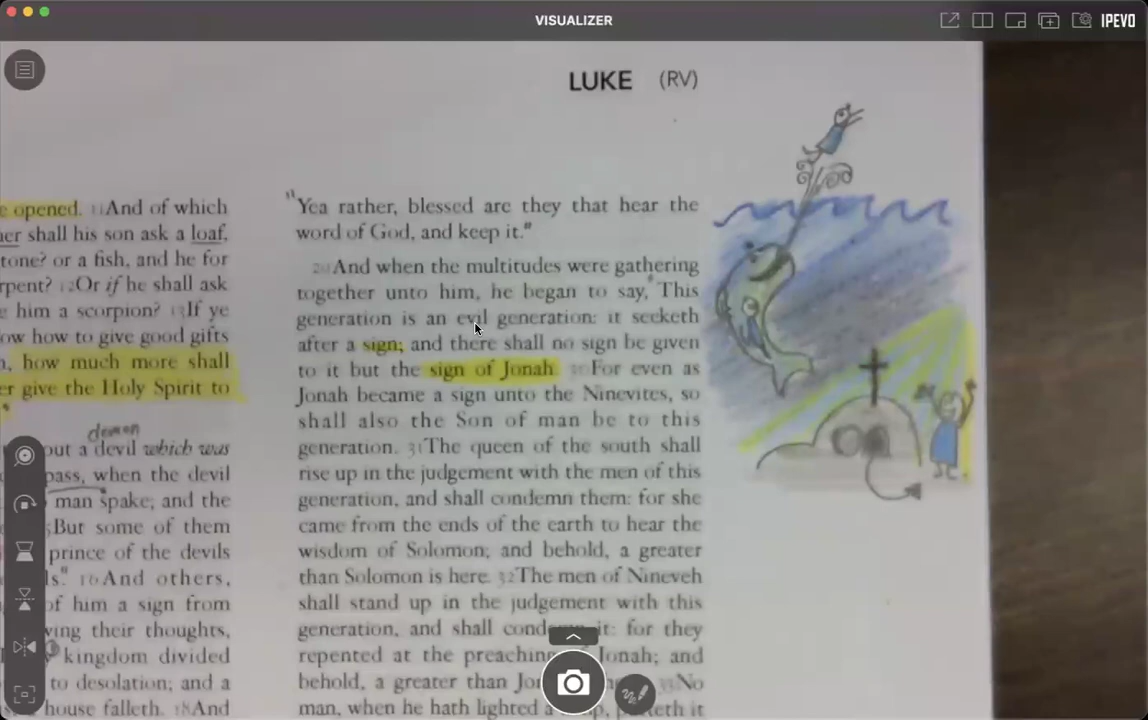 VISUALIZER
IPEVO
LUKE (RV)
e opened. 11And of which
er shall his son ask a loaf,
tone? or a fish, and he for
rpent? 12Or if he shall ask
e him a scorpion? 13If ye
ow how to give good gifts
n, how much more shall
er give the Holy Spirit to
demon
out a devil which was
pass, when the devil
man spake; and the
But some of them
prince of the devils
ls." 16And others,
of him a sign from
ving their thoughts,
kingdom divided
to desolation; and a
house falleth. 18And
"Yea rather, blessed are they that hear the
word of God, and keep it."
29And when the multitudes were gathering
together unto him, he began to say, "This
generation is an evil generation: it seeketh
after a sign; and there shall no sign be given
to it but the sign of Jonah. 30For even as
Jonah became a sign unto the Ninevites, so
shall also the Son of man be to this
generation. 31The queen of the south shall
rise up in the judgement with the men of this
generation, and shall condemn them: for she
came from the ends of the earth to hear the
wisdom of Solomon; and behold, a greater
than Solomon is here. 32The men of Nineveh
shall stand up in the judgement with this
generation, and shall condemn it: for they
repented at the preaching Jonah; and
behold, a greater than Jon 33No
man, when he hath lighted a putteth it